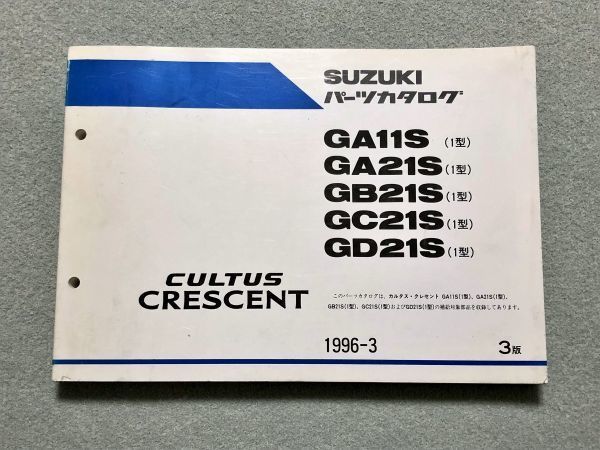 SUZUKI
パーツカタログ
GA11S (1型)
GA21S (1型)
GB21S (1型)
GC21S (1型)
GD21S (1型)
CULTUS
CRESCENT
このパーツカタログは、カルタス・クレセント GA11S(1型)、GA21S(1型)、
GB21S(1型)、GC21S(1型)およびGD21S(1型)の補給対象部品を収録してあります。
1996-3
3版